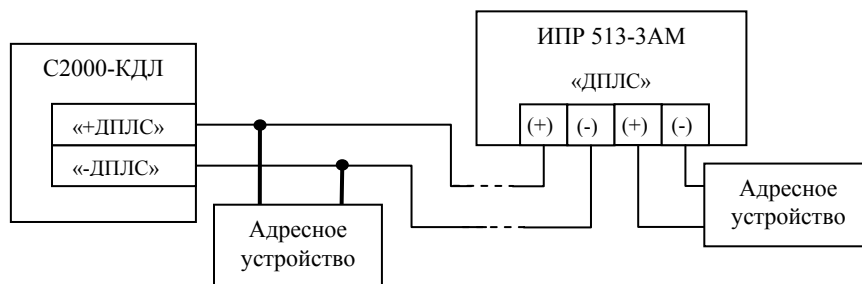 С2000-КДЛ
«+ДПЛС»
«-ДПЛС»
Адресное
устройство
ИПР 513-3АМ
«ДПЛС»
(+) (-) (+) (-)
Адресное
устройство